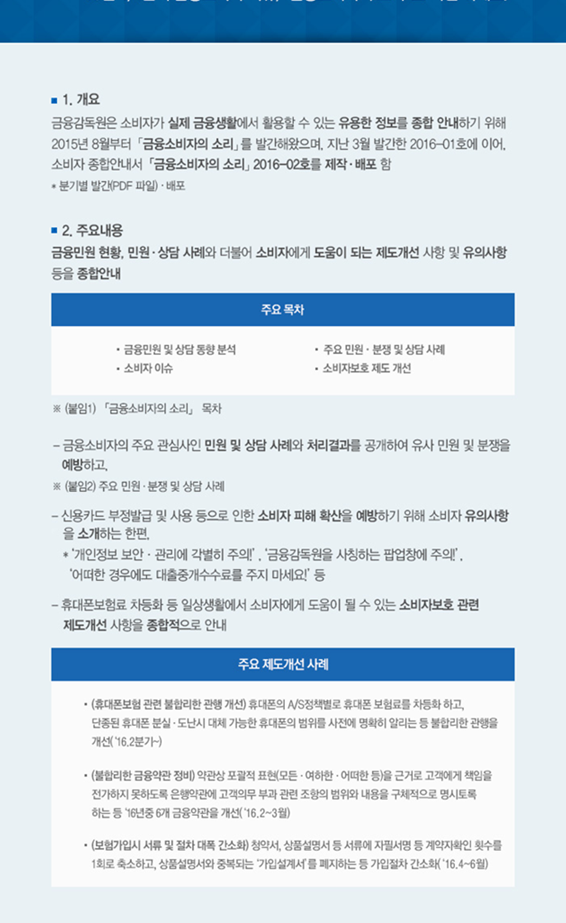 1. 개요
금융감독원은 소비자가 실제 금융생활에서 활용할 수 있는 유용한 정보를 종합 안내하기 위해
2015년 8월부터 「금융소비자의 소리」를 발간해왔으며, 지난 3월 발간한 2016-01호에 이어,
소비자 종합안내서 「금융소비자의 소리」 2016-02호를 제작·배포 함
* 분기별 발간(PDF 파일)·배포
2. 주요내용
금융민원 현황, 민원·상담 사례와 더불어 소비자에게 도움이 되는 제도개선 사항 및 유의사항
등을 종합안내
주요 목차
• 금융민원 및 상담 동향 분석
• 주요 민원·분쟁 및 상담 사례
• 소비자 이슈
• 소비자보호 제도 개선
※ (붙임1) 「금융소비자의 소리」 목차
- 금융소비자의 주요 관심사인 민원 및 상담 사례와 처리결과를 공개하여 유사 민원 및 분쟁을
예방하고,
※ (붙임2) 주요 민원·분쟁 및 상담 사례
- 신용카드 부정발급 및 사용 등으로 인한 소비자 피해 확산을 예방하기 위해 소비자 유의사항
을 소개하는 한편,
* '개인정보 보안·관리에 각별히 주의!', '금융감독원을 사칭하는 팝업창에 주의!',
'어떠한 경우에도 대출중개수수료를 주지 마세요!' 등
- 휴대폰보험료 차등화 등 일상생활에서 소비자에게 도움이 될 수 있는 소비자보호 관련
제도개선 사항을 종합적으로 안내
주요 제도개선 사례
• (휴대폰보험 관련 불합리한 관행 개선) 휴대폰의 A/S정책별로 휴대폰 보험료를 차등화 하고,
단종된 휴대폰 분실·도난시 대체 가능한 휴대폰의 범위를 사전에 명확히 알리는 등 불합리한 관행을
개선('16.2분기~)
• (불합리한 금융약관 정비) 약관상 포괄적 표현(모든·여하한·어떠한 등)을 근거로 고객에게 책임을
전가하지 못하도록 은행약관에 고객의무 부과 관련 조항의 범위와 내용을 구체적으로 명시토록
하는 등 '16년중 6개 금융약관을 개선('16.2~3월)
• (보험가입시 서류 및 절차 대폭 간소화) 청약서, 상품설명서 등 서류에 자필서명 등 계약자확인 횟수를
1회로 축소하고, 상품설명서와 중복되는 '가입설계서'를 폐지하는 등 가입절차 간소화('16.4~6월)